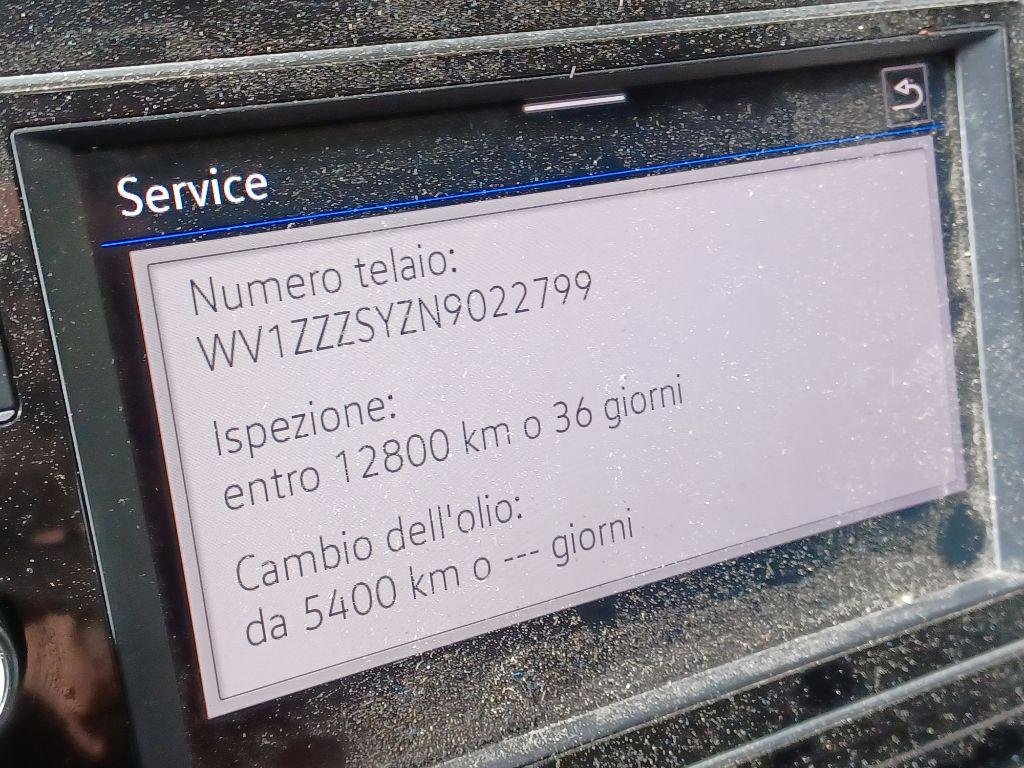 Service
Numero telaio:
WV1ZZZSYZN9022799
Ispezione:
entro 12800 km o 36 giorni
Cambio dell'olio:
da 5400 km o --- giorni